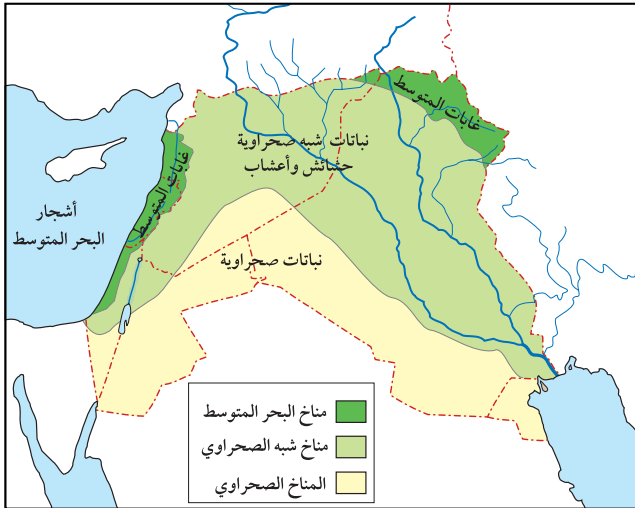 غابات المتوسط
نباتات شبه صحراوية
حشائش وأعشاب
غابات المتوسط
أشجار
البحر المتوسط
نباتات صحراوية
مناخ البحر المتوسط
مناخ شبه الصحراوي
المناخ الصحراوي